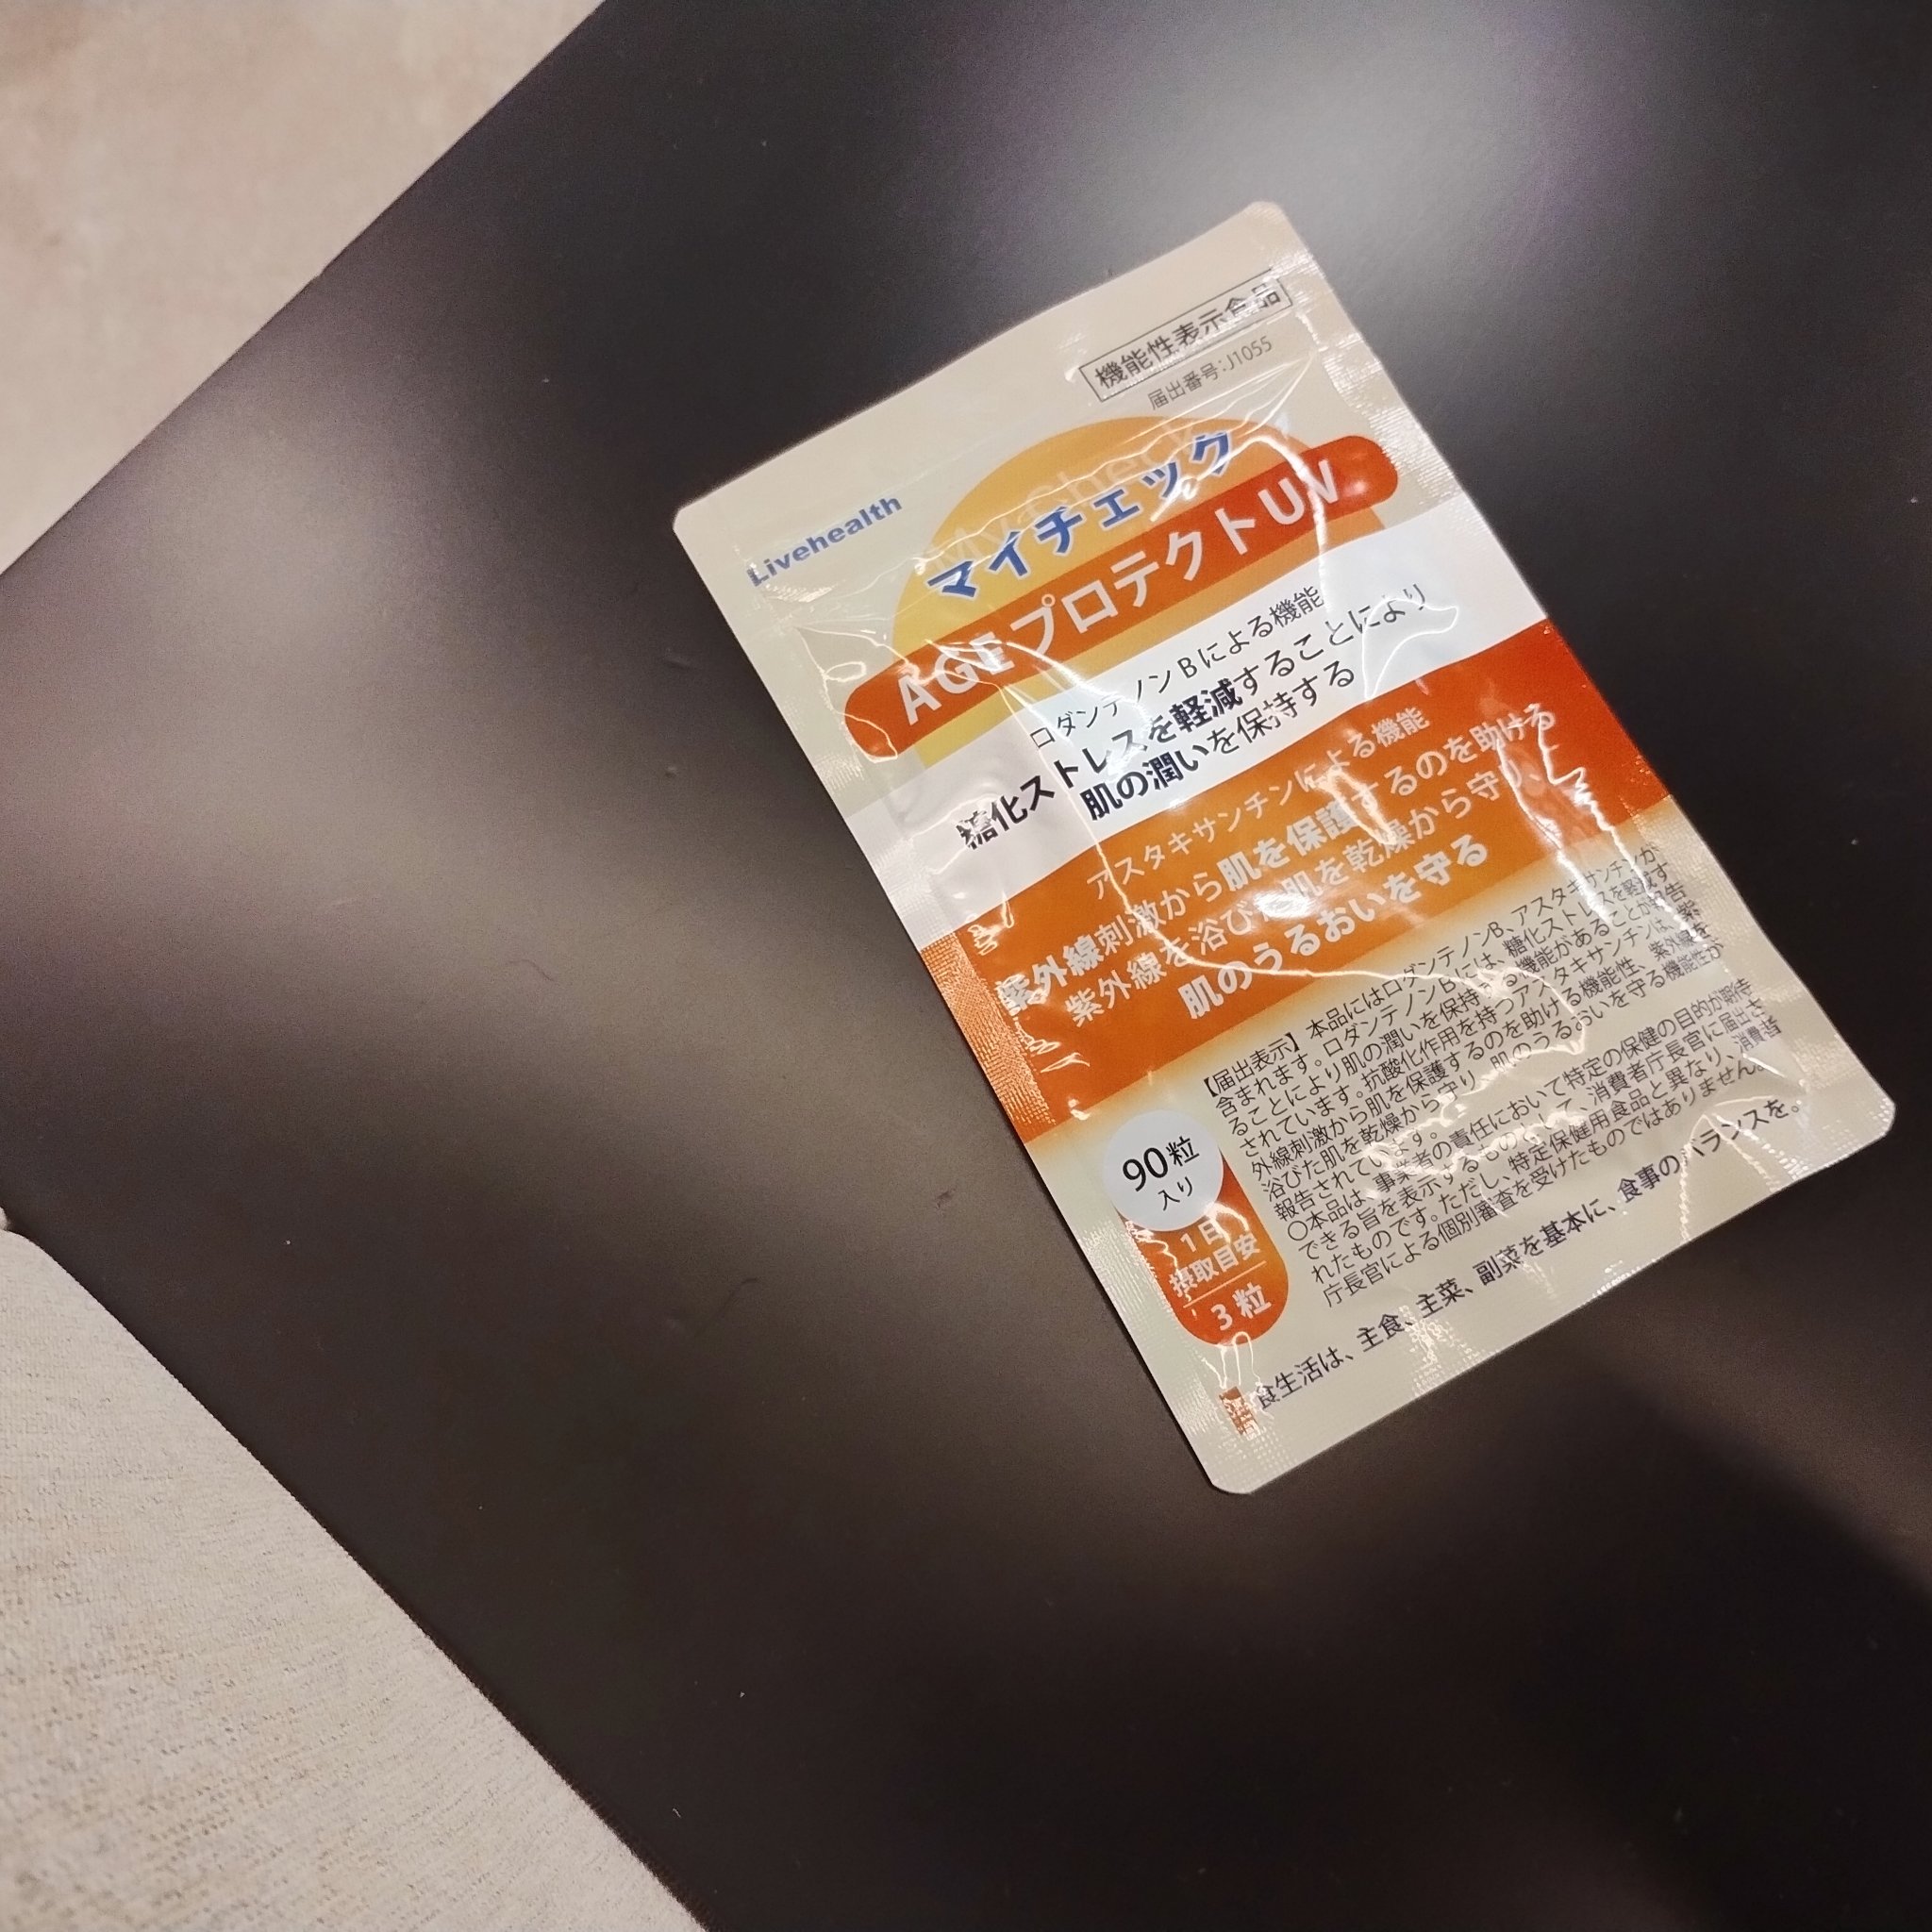 機能性表示食品
届出番号:J1055
Livehealth
マイチェック
AGEプロテクトUV
ロダンテノンBによる機能
糖化ストレスを軽減することにより
肌の潤いを保持する
アスタキサンチンによる機能
紫外線刺激から肌を保護するのを助ける
紫外線を浴びた肌を乾燥から守り、
肌のうるおいを守る
【届出表示】本品にはロダンテノンB、アスタキサンチンが
含まれます。ロダンテノンBには、糖化ストレスを軽減す
ることにより肌の潤いを保持する機能があることが報告
されています。抗酸化作用を持つアスタキサンチンは、紫
外線刺激から肌を保護するのを助ける機能性、紫外線を
浴びた肌を乾燥から守り、肌のうるおいを守る機能性が
報告されています。
〇本品は、事業者の責任において特定の保健の目的が期待
できる旨を表示するものとして、消費者庁長官に届出さ
れたものです。ただし、特定保健用食品と異なり、消費者
庁長官による個別審査を受けたものではありません。
90粒
入り
1日
摂取目安
3粒
食生活は、主食、主菜、副菜を基本に、食事のバランスを。